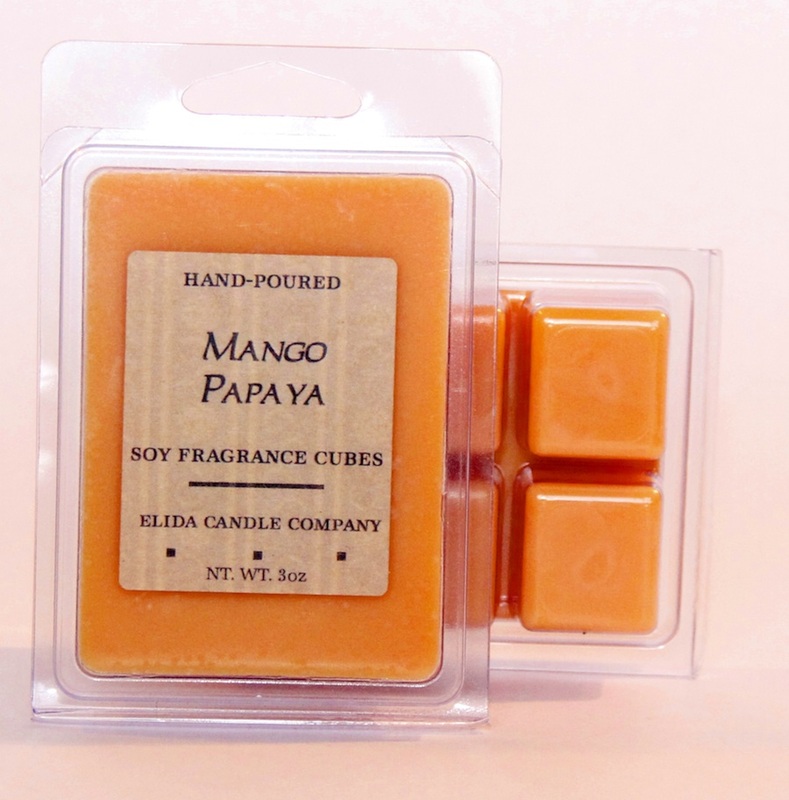 HAND-POURED
MANGO
PAPAYA
SOY FRAGRANCE CUBES
ELIDA CANDLE COMPANY
NT. WT. 3oz